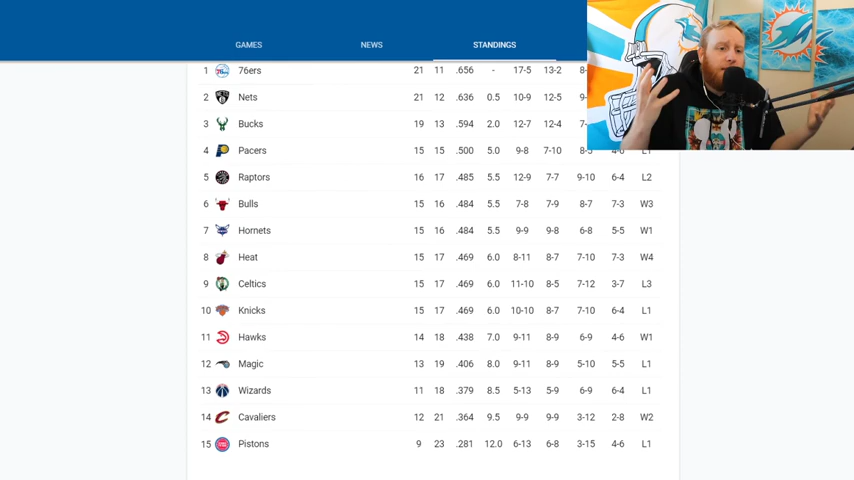 GAMES NEWS STANDINGS
1 76ers 21 11 .656 - 17-5 13-2 8-
2 Nets 21 12 .636 0.5 10-9 12-5 9-
3 Bucks 19 13 .594 2.0 12-7 12-4 7-
4 Pacers 15 15 .500 5.0 9-8 7-10 8-5 4-6 L1
5 Raptors 16 17 .485 5.5 12-9 7-7 9-10 6-4 L2
6 Bulls 15 16 .484 5.5 7-8 7-9 8-7 7-3 W3
7 Hornets 15 16 .484 5.5 9-9 9-8 6-8 5-5 W1
8 Heat 15 17 .469 6.0 8-11 8-7 7-10 7-3 W4
9 Celtics 15 17 .469 6.0 11-10 8-5 7-12 3-7 L3
10 Knicks 15 17 .469 6.0 10-10 8-7 7-10 6-4 L1
11 Hawks 14 18 .438 7.0 9-11 8-9 6-9 4-6 W1
12 Magic 13 19 .406 8.0 9-11 8-9 5-10 5-5 L1
13 Wizards 11 18 .379 8.5 5-13 5-9 6-9 6-4 L1
14 Cavaliers 12 21 .364 9.5 9-9 9-9 3-12 2-8 W2
15 Pistons 9 23 .281 12.0 6-13 6-8 3-15 4-6 L1